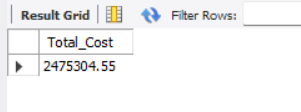 Result Grid Filter Rows:
Total_Cost
2475304.55